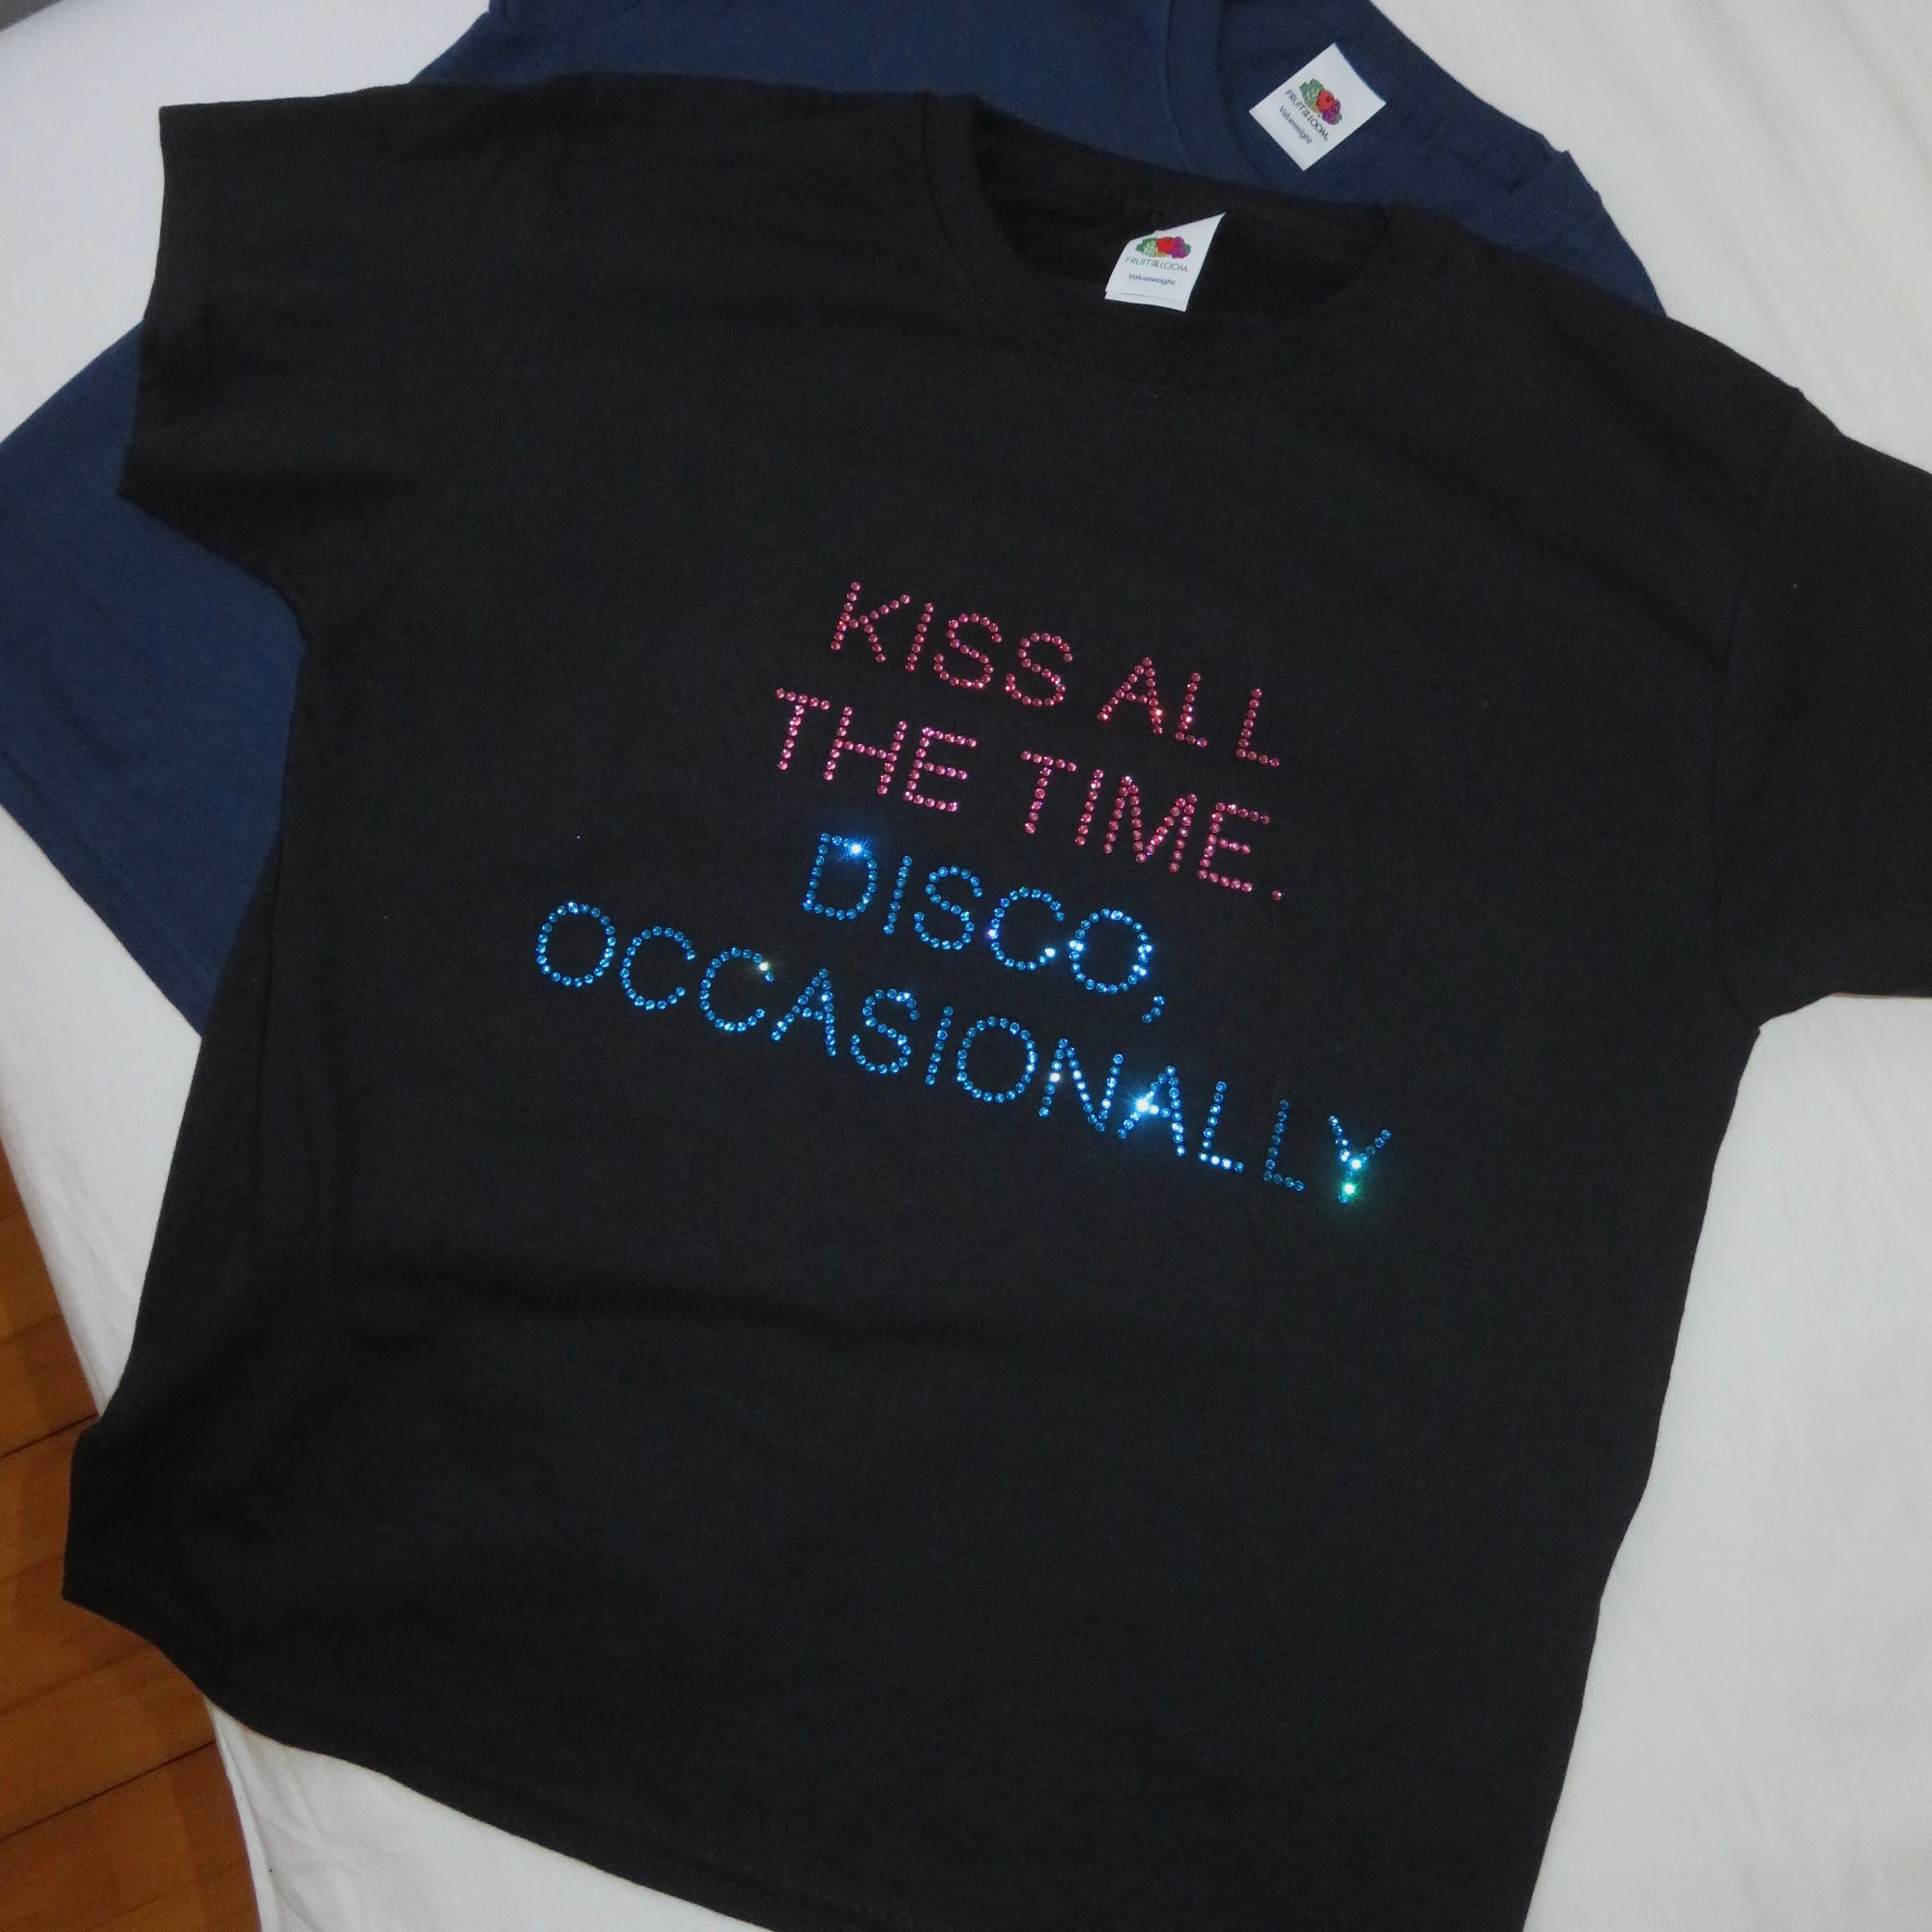 FRUIT OF THE LOOM
Valueweight
FRUIT OF THE LOOM
Valueweight
KISS ALL
THE TIME.
DISCO,
OCCASIONALLY